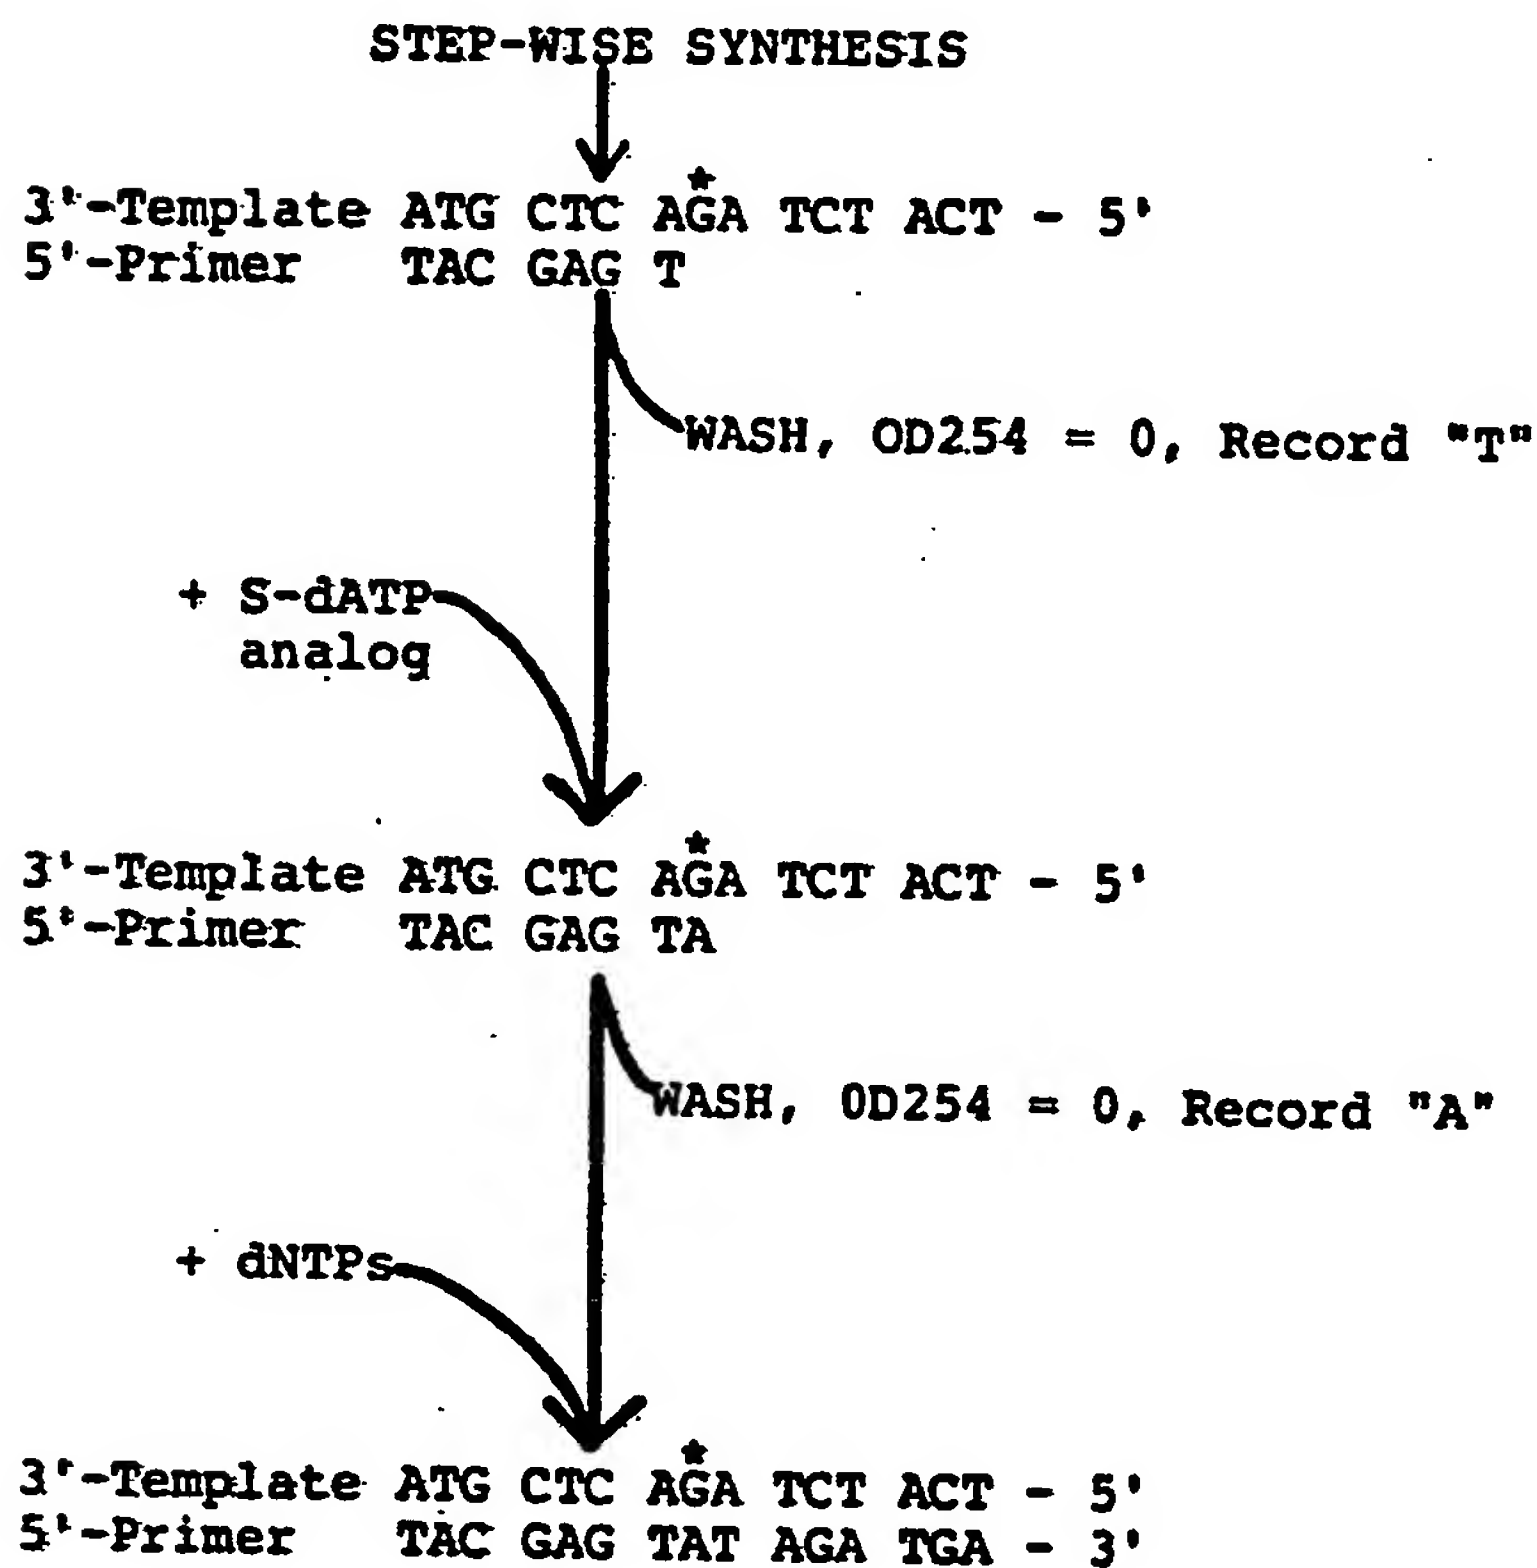 STEP-WISE SYNTHESIS
★
3'-Template ATG CTC AGA TCT ACT - 5'
5'-Primer TAC GAG T
WASH, OD254 = 0, Record "T"
+ S-dATP
analog
★
3'-Template ATG CTC AGA TCT ACT - 5'
5'-Primer TAC GAG TA
WASH, OD254 = 0, Record "A"
+ dNTPs
★
3'-Template ATG CTC AGA TCT ACT - 5'
5'-Primer TAC GAG TAT AGA TGA - 3'